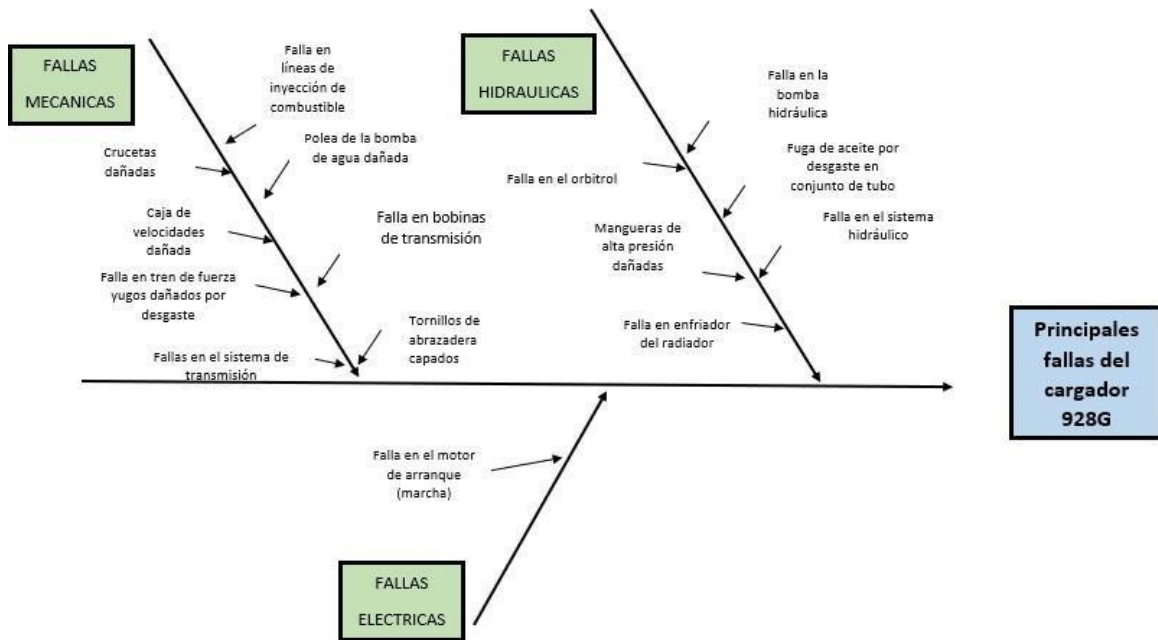 FALLAS
MECANICAS
Falla en
líneas de
inyección de
combustible
Crucetas
dañadas
Polea de la bomba
de agua dañada
Caja de
velocidades
dañada
Falla en bobinas
de transmisión
Falla en tren de fuerza
yugos dañados por
desgaste
Fallas en el sistema de
transmisión
Tornillos de
abrazadera
capados
FALLAS
HIDRAULICAS
Falla en la
bomba
hidráulica
Falla en el orbitrol
Fuga de aceite por
desgaste en
conjunto de tubo
Mangueras de
alta presión
dañadas
Falla en el sistema
hidráulico
Falla en enfriador
del radiador
Principales
fallas del
cargador
928G
Falla en el motor
de arranque
(marcha)
FALLAS
ELECTRICAS